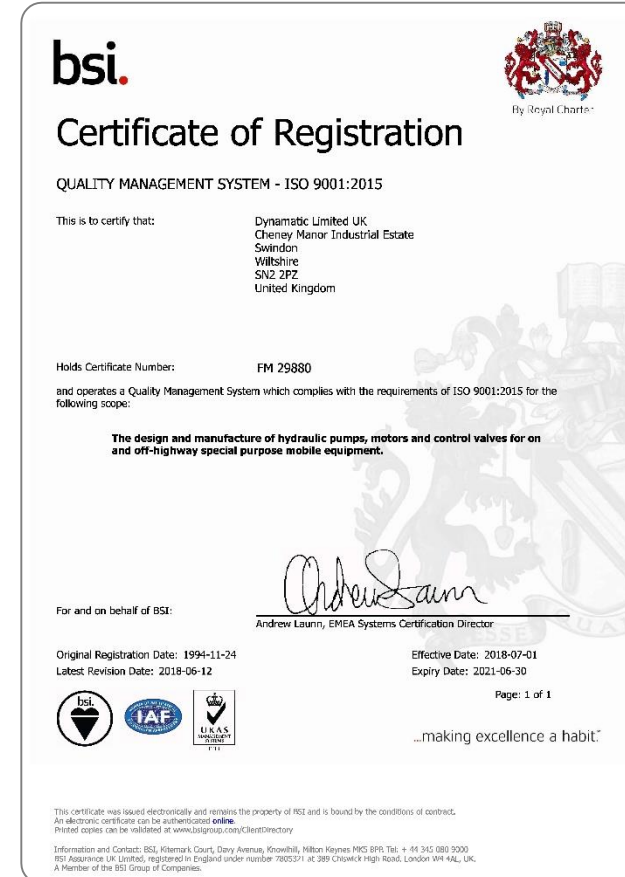 bsi.
By Royal Charter
Certificate of Registration
QUALITY MANAGEMENT SYSTEM - ISO 9001:2015
This is to certify that:
Dynamatic Limited UK
Cheney Manor Industrial Estate
Swindon
Wiltshire
SN2 2PZ
United Kingdom
Holds Certificate Number:
FM 29880
and operates a Quality Management System which complies with the requirements of ISO 9001:2015 for the
following scope:
The design and manufacture of hydraulic pumps, motors and control valves for on
and off-highway special purpose mobile equipment.
For and on behalf of BSI:
Andrew Launn, EMEA Systems Certification Director
Original Registration Date: 1994-11-24
Effective Date: 2018-07-01
Latest Revision Date: 2018-06-12
Expiry Date: 2021-06-30
Page: 1 of 1
bsi.
IAF
UKAS
MANAGEMENT
SYSTEMS
...making excellence a habit.™
This certificate was issued electronically and remains the property of BSI and is bound by the conditions of contract.
An electronic certificate can be authenticated online.
Printed copies can be validated at www.bsigroup.com/ClientDirectory
Information and Contact: BSI, Kitemark Court, Davy Avenue, Knowlhill, Milton Keynes MK5 8PP. Tel: + 44 345 080 9000
BSI Assurance UK Limited, registered in England under number 7805321 at 389 Chiswick High Road, London W4 4AL, UK.
A Member of the BSI Group of Companies.